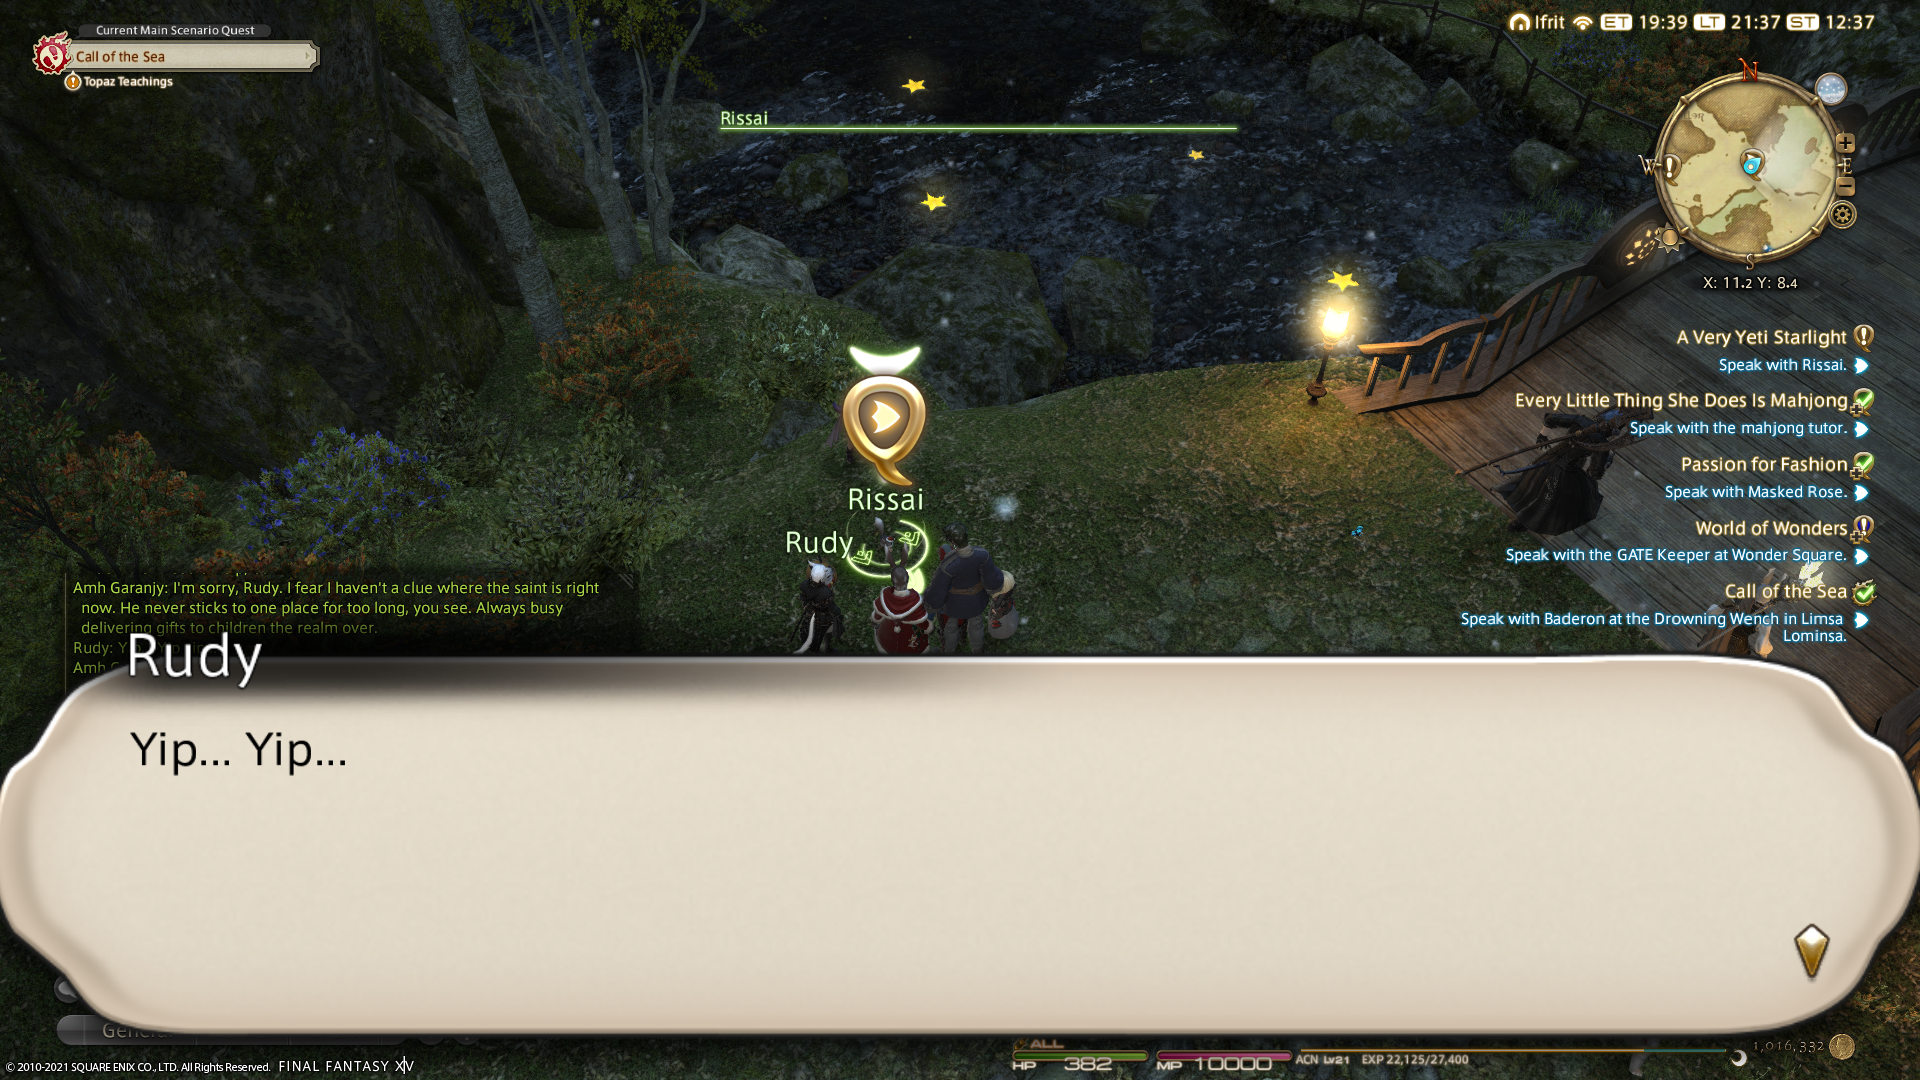 Current Main Scenario Quest
Call of the Sea
Topaz Teachings
Ifrit ET 19:39 LT 21:37 ST 12:37
N
W
E
S
X: 11.2 Y: 8.4
Rissai
A Very Yeti Starlight
Speak with Rissai.
Every Little Thing She Does Is Mahjong
Speak with the mahjong tutor.
Passion for Fashion
Speak with Masked Rose.
World of Wonders
Speak with the GATE Keeper at Wonder Square.
Call of the Sea
Speak with Baderon at the Drowning Wench in Limsa
Lominsa.
Rissai
Rudy
Amh Garanjy: I'm sorry, Rudy. I fear I haven't a clue where the saint is right
now. He never sticks to one place for too long, you see. Always busy
delivering gifts to children the realm over.
Rudy:
Amh
Rudy
Yip... Yip...
ALL
HP 382 MP 10000 ACN Lv21 EXP 22,125/27,400
1,016,332
© 2010-2021 SQUARE ENIX CO., LTD. All Rights Reserved. FINAL FANTASY XIV